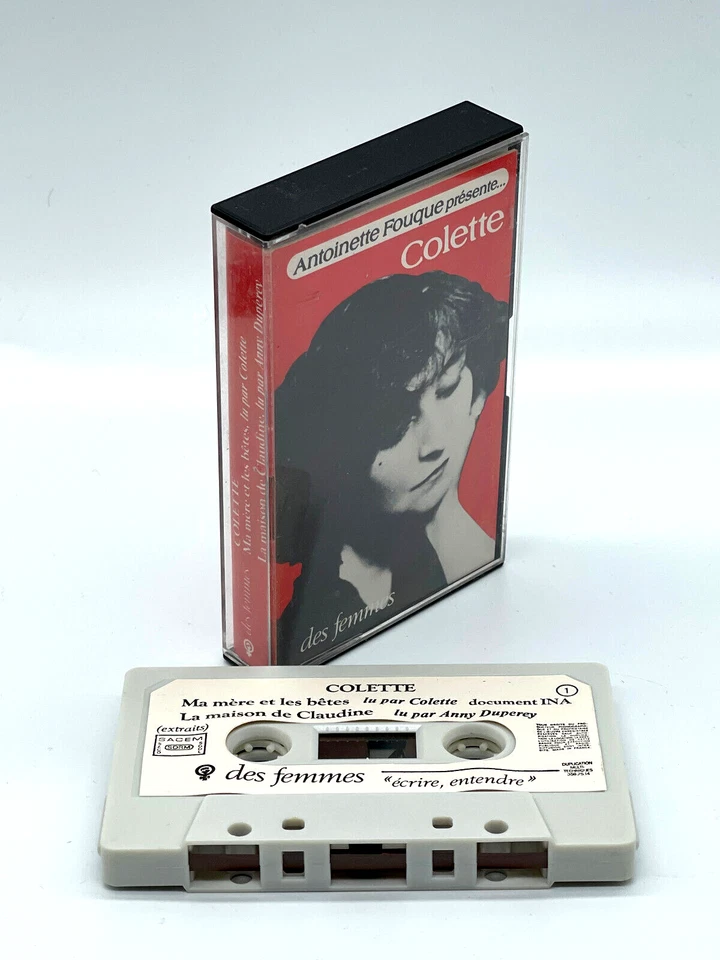 Antoinette Fouque présente...
Colette
des femmes
COLETTE
Ma mère et les bêtes, lu par Colette
La maison de Claudine, lu par Anny Duperey
des femmes
COLETTE
1
Ma mère et les bêtes lu par Colette document INA
La maison de Claudine lu par Anny Duperey
(extraits)
SACEM
SDRM
des femmes «écrire, entendre»
DUPLICATION
MULTI
TECHNIQUES